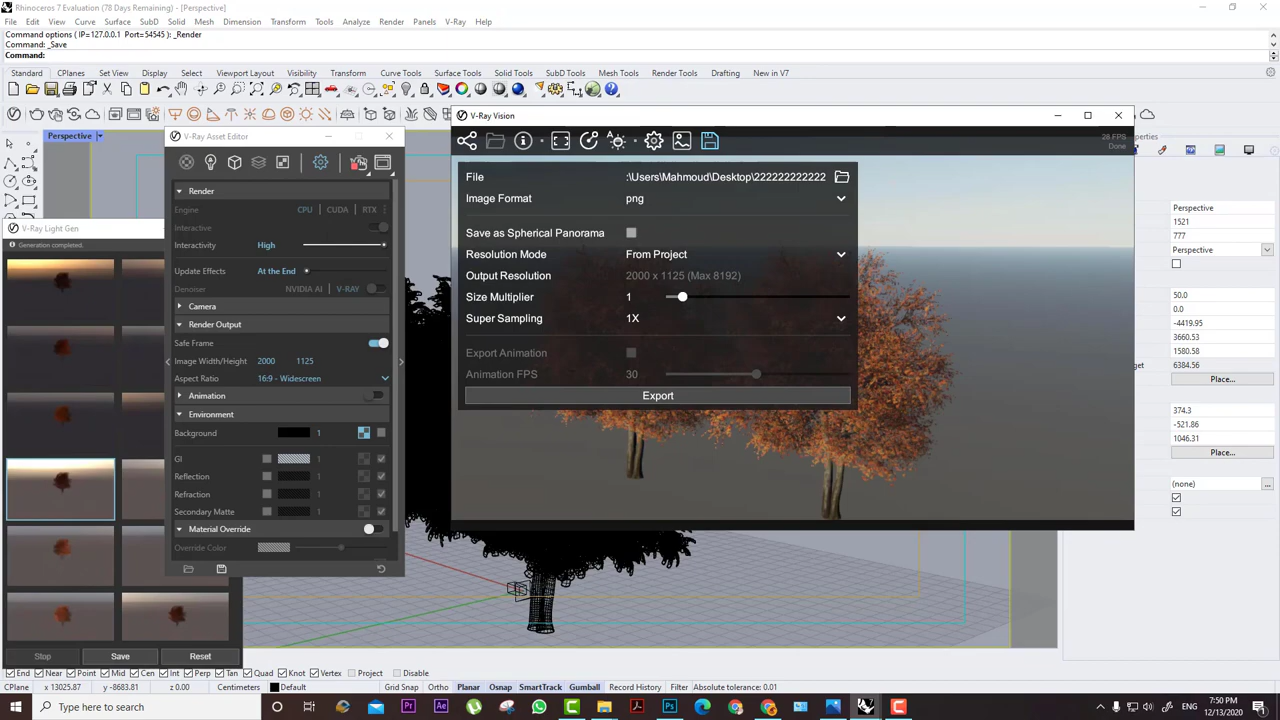 Rhinoceros 7 Evaluation (78 Days Remaining) - [Perspective]
File Edit View Curve Surface SubD Solid Mesh Dimension Transform Tools Analyze Render Panels V-Ray Help
Command options ( IP=127.0.0.1 Port=54545 ): _Render
Command: _Save
Command:
Standard CPlanes Set View Display Select Viewport Layout Visibility Transform Curve Tools Surface Tools Solid Tools SubD Tools Mesh Tools Render Tools Drafting New in V7
Perspective
V-Ray Asset Editor
Render
Engine CPU CUDA RTX
Interactive
Interactivity High
Update Effects At the End
Denoiser NVIDIA AI V-RAY
Camera
Render Output
Safe Frame
Image Width/Height 2000 1125
Aspect Ratio 16:9 - Widescreen
Animation
Environment
Background 1
GI 1
Reflection 1
Refraction 1
Secondary Matte 1
Material Override
Override Color
V-Ray Light Gen
Generation completed.
Stop Save Reset
V-Ray Vision
28 FPS
Done
File :\Users\Mahmoud\Desktop\222222222222
Image Format png
Save as Spherical Panorama
Resolution Mode From Project
Output Resolution 2000 x 1125 (Max 8192)
Size Multiplier 1
Super Sampling 1X
Export Animation
Animation FPS 30
Export
operties
Perspective
1521
777
Perspective
50.0
0.0
-4419.95
3660.53
1580.58
get 6384.56
Place...
374.3
-521.86
1046.31
Place...
(none) ...
End Near Point Mid Cen Int Perp Tan Quad Knot Vertex Project Disable
CPlane x 13025.87 y -8683.81 z 0.00 Centimeters Default Grid Snap Ortho Planar Osnap SmartTrack Gumball Record History Filter Absolute tolerance: 0.01
Type here to search
7:50 PM
12/13/2020